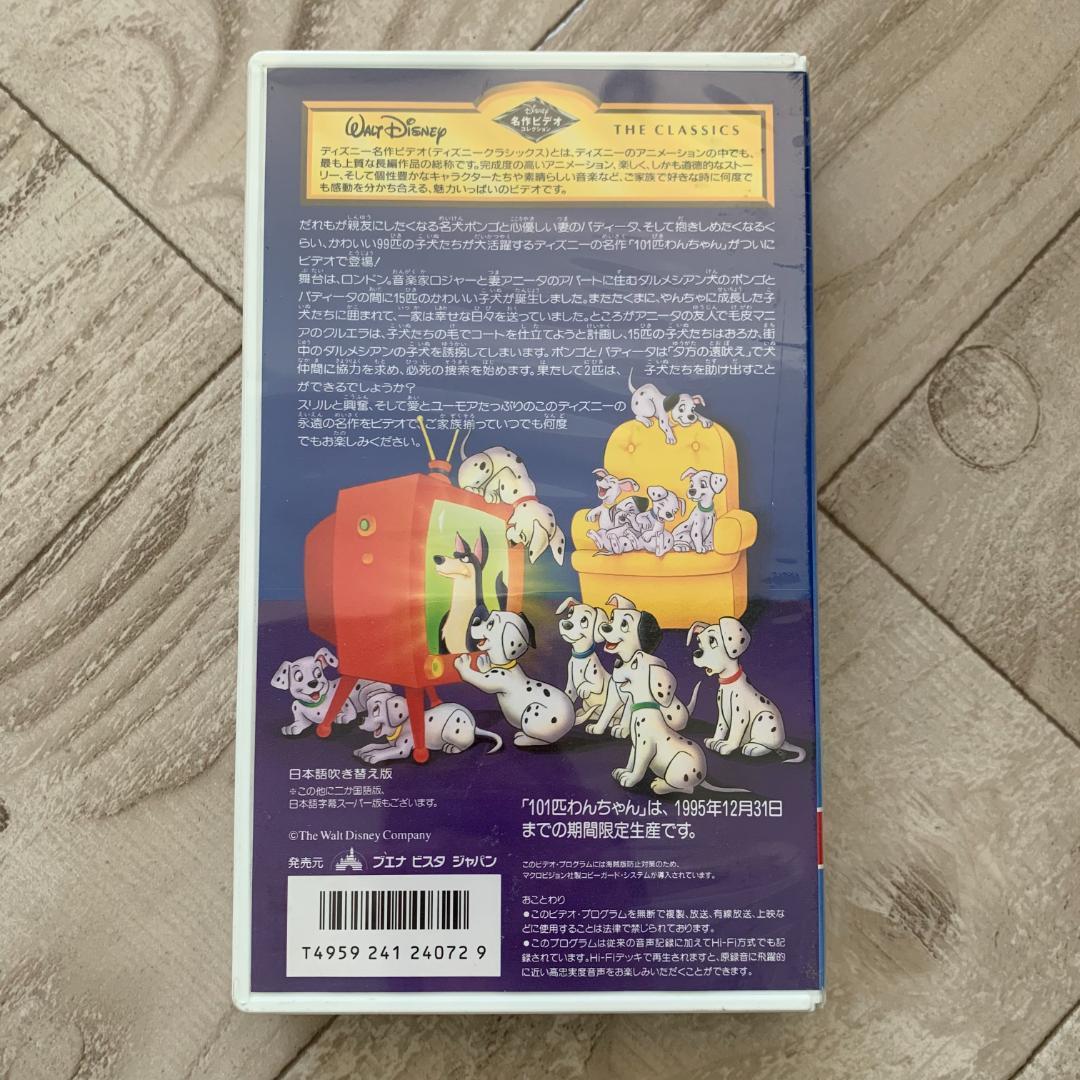 Disney
名作ビデオ
コレクション
WALT DISNEY
THE CLASSICS
ディズニー名作ビデオ(ディズニークラシックス)とは、ディズニーのアニメーションの中でも、
最も上質な長編作品の総称です。完成度の高いアニメーション、楽しく、しかも道徳的なストー
リー、そして個性豊かなキャラクターたちや素晴らしい音楽など、ご家族で好きな時に何度で
も感動を分かち合える、魅力いっぱいのビデオです。
だれもが親友にしたくなる名犬ポンゴと心優しい妻のパディータ、そして抱きしめたくなるく
らい、かわいい99匹の子犬たちが大活躍するディズニーの名作「101匹わんちゃん」がついに
ビデオで登場!
舞台は、ロンドン。音楽家ロジャーと妻アニータのアパートに住むダルメシアン犬のポンゴと
パディータの間に15匹のかわいい子犬が誕生しました。またたくまに、やんちゃに成長した子
犬たちに囲まれて、一家は幸せな日々を送っていました。ところがアニータの友人で毛皮マニ
アのクルエラは、子犬たちの毛でコートを仕立てようと計画し、15匹の子犬たちはおろか、街
中のダルメシアンの子犬を誘拐してしまいます。ポンゴとパディータは「夕方の遠吠え」で犬
仲間に協力を求め、必死の捜索を始めます。果たして2匹は、子犬たちを助け出すこと
ができるでしょうか?
スリルと興奮、そして愛とユーモアたっぷりのこのディズニーの
永遠の名作をビデオで、ご家族揃っていつでも何度
でもお楽しみください。
日本語吹き替え版
※この他に二か国語版、
日本語字幕スーパー版もございます。
「101匹わんちゃん」は、1995年12月31日
までの期間限定生産です。
©The Walt Disney Company
発売元 ブエナ ビスタ ジャパン
このビデオ・プログラムには海賊版防止対策のため、
マクロビジョン社製コピーガード・システムが導入されています。
おことわり
●このビデオ・プログラムを無断で複製、放送、有線放送、上映な
どに使用することは法律で禁じられております。
●このプログラムは従来の音声記録に加えてHi-Fi方式でも記
録されています。Hi-Fiデッキで再生されますと、原録音に飛躍的
に近い高忠実度音声をお楽しみいただくことができます。
T4959 241 24072 9